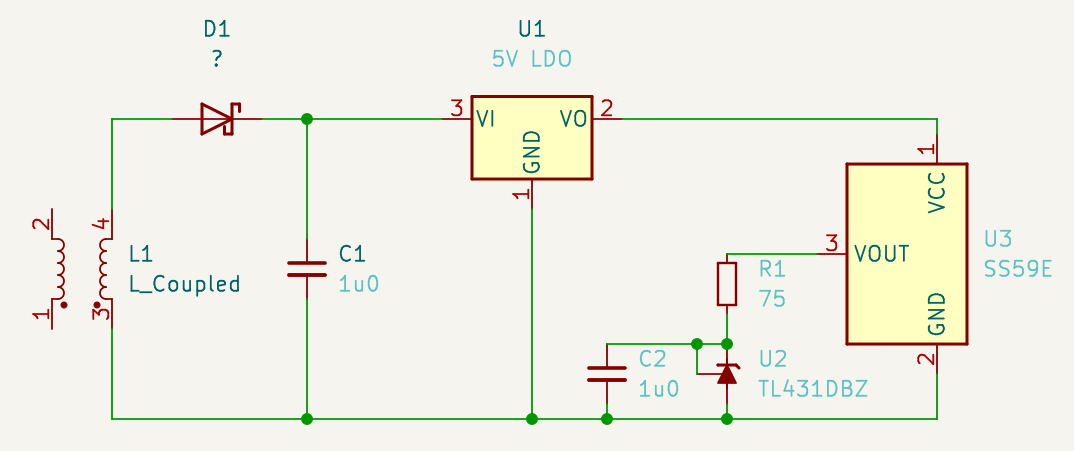 D1
?
U1
5V LDO
3
VI
VO
2
GND
1
1
VCC
2
4
L1
L_Coupled
1
3
C1
1u0
3
VOUT
U3
SS59E
GND
2
R1
75
C2
1u0
U2
TL431DBZ